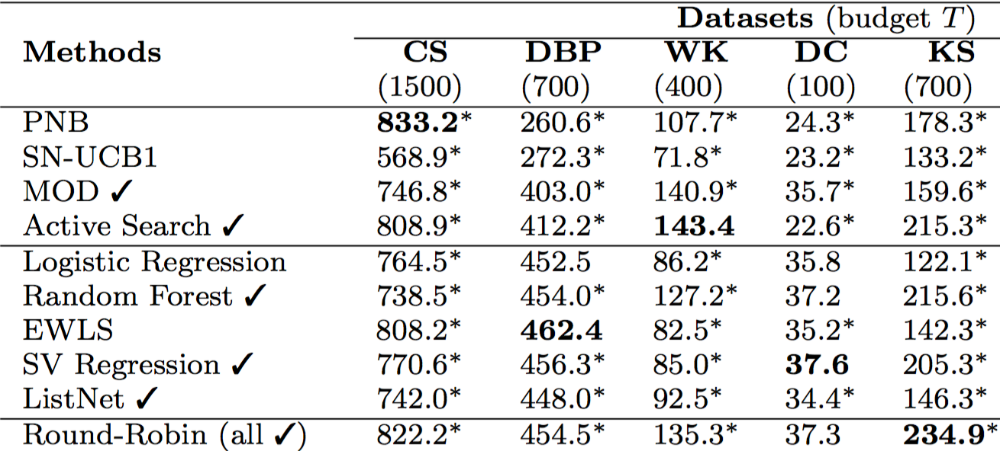 Datasets (budget T)
Methods CS DBP WK DC KS
(1500) (700) (400) (100) (700)
PNB 833.2* 260.6* 107.7* 24.3* 178.3*
SN-UCB1 568.9* 272.3* 71.8* 23.2* 133.2*
MOD ✓ 746.8* 403.0* 140.9* 35.7* 159.6*
Active Search ✓ 808.9* 412.2* 143.4 22.6* 215.3*
Logistic Regression 764.5* 452.5 86.2* 35.8 122.1*
Random Forest ✓ 738.5* 454.0* 127.2* 37.2 215.6*
EWLS 808.2* 462.4 82.5* 35.2* 142.3*
SV Regression ✓ 770.6* 456.3* 85.0* 37.6 205.3*
ListNet ✓ 742.0* 448.0* 92.5* 34.4* 146.3*
Round-Robin (all ✓) 822.2* 454.5* 135.3* 37.3 234.9*